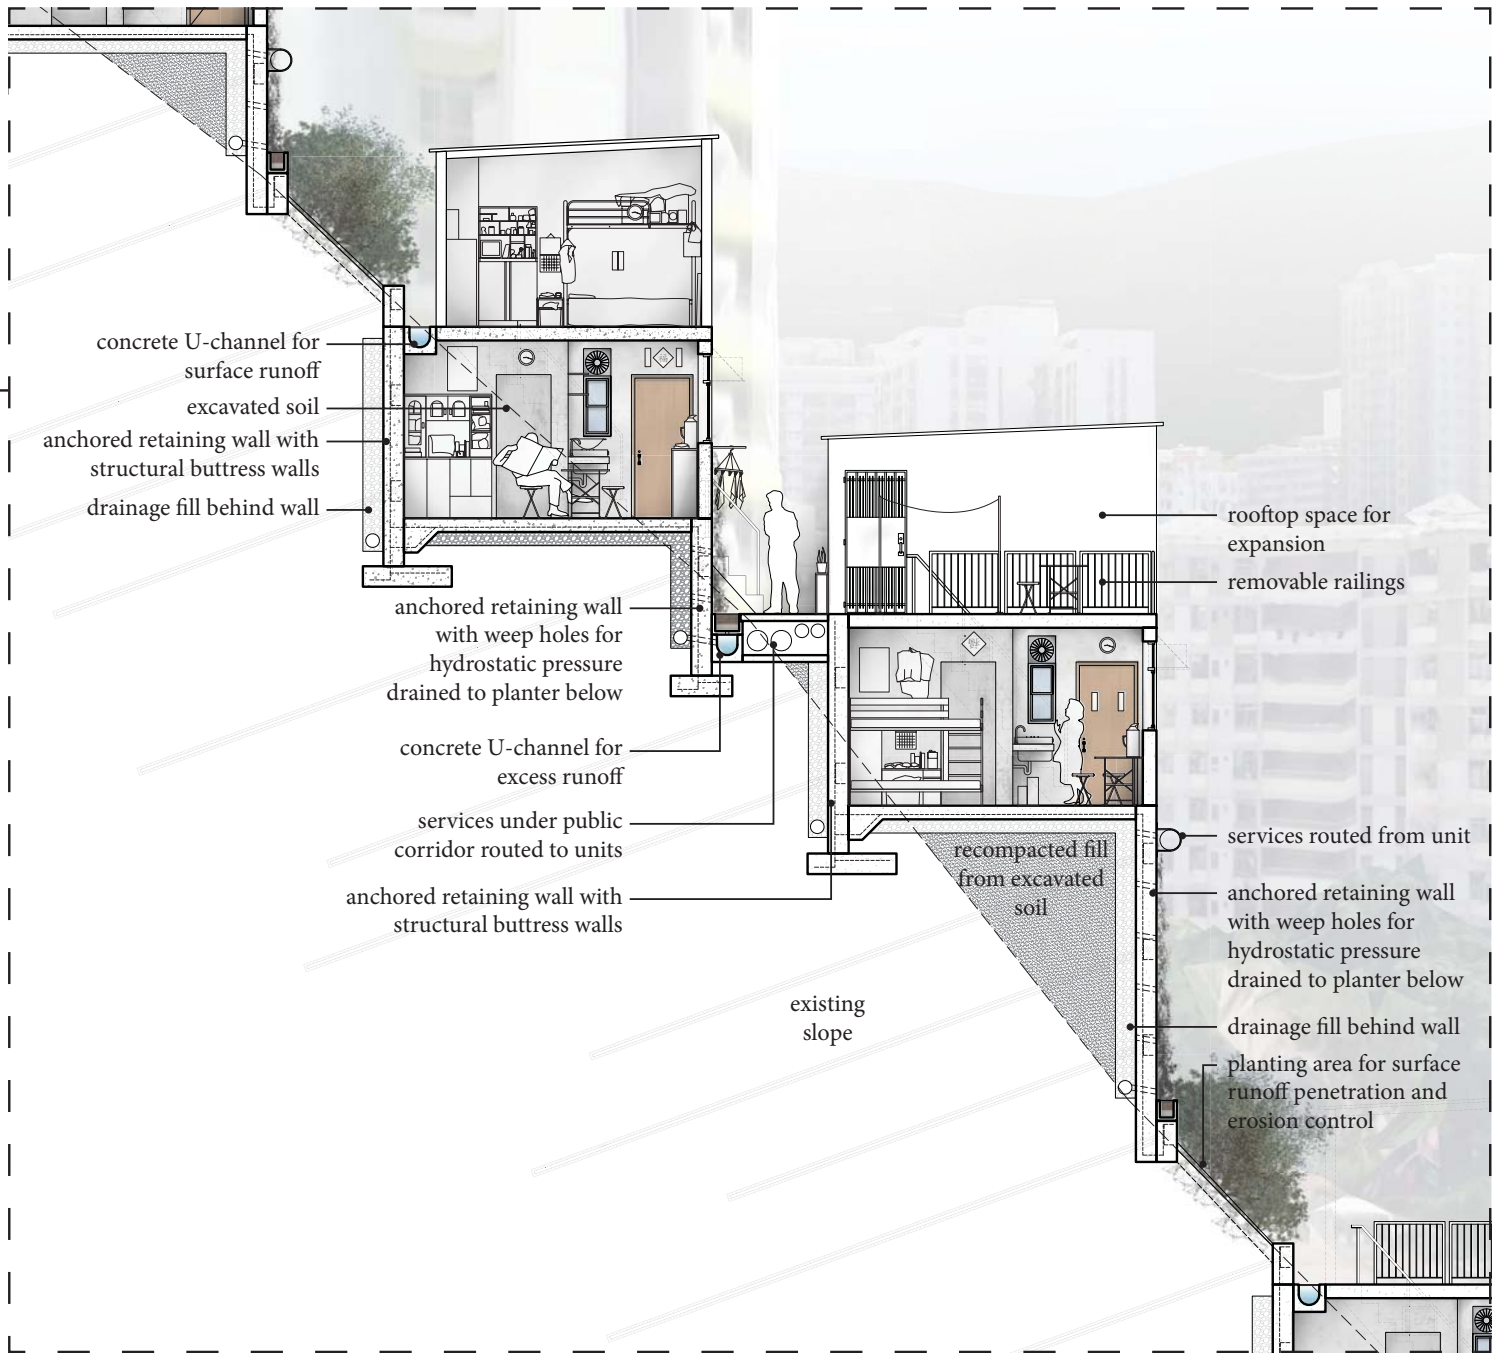 concrete U-channel for
surface runoff
excavated soil
anchored retaining wall with
structural buttress walls
drainage fill behind wall
anchored retaining wall
with weep holes for
hydrostatic pressure
drained to planter below
concrete U-channel for
excess runoff
services under public
corridor routed to units
anchored retaining wall with
structural buttress walls
existing
slope
recompacted fill
from excavated
soil
rooftop space for
expansion
removable railings
services routed from unit
anchored retaining wall
with weep holes for
hydrostatic pressure
drained to planter below
drainage fill behind wall
planting area for surface
runoff penetration and
erosion control